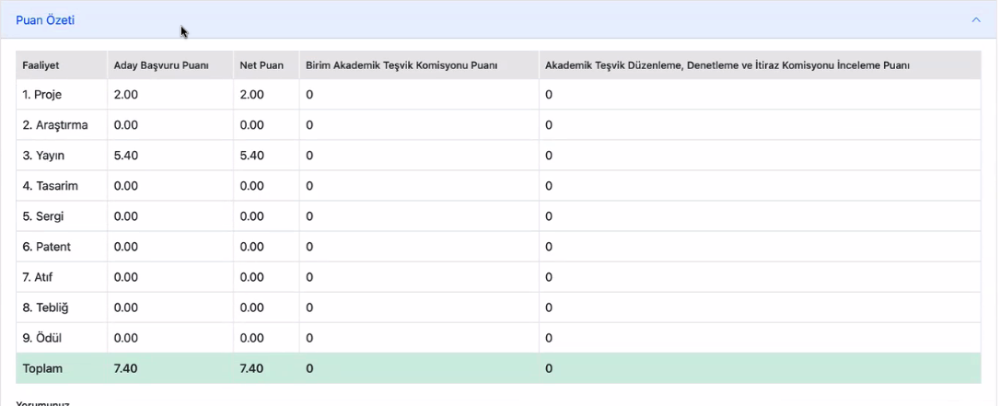 Puan Özeti
Faaliyet Aday Başvuru Puanı Net Puan Birim Akademik Teşvik Komisyonu Puanı Akademik Teşvik Düzenleme, Denetleme ve İtiraz Komisyonu İnceleme Puanı
1. Proje 2.00 2.00 0 0
2. Araştırma 0.00 0.00 0 0
3. Yayın 5.40 5.40 0 0
4. Tasarim 0.00 0.00 0 0
5. Sergi 0.00 0.00 0 0
6. Patent 0.00 0.00 0 0
7. Atıf 0.00 0.00 0 0
8. Tebliğ 0.00 0.00 0 0
9. Ödül 0.00 0.00 0 0
Toplam 7.40 7.40 0 0
Yorumunuz